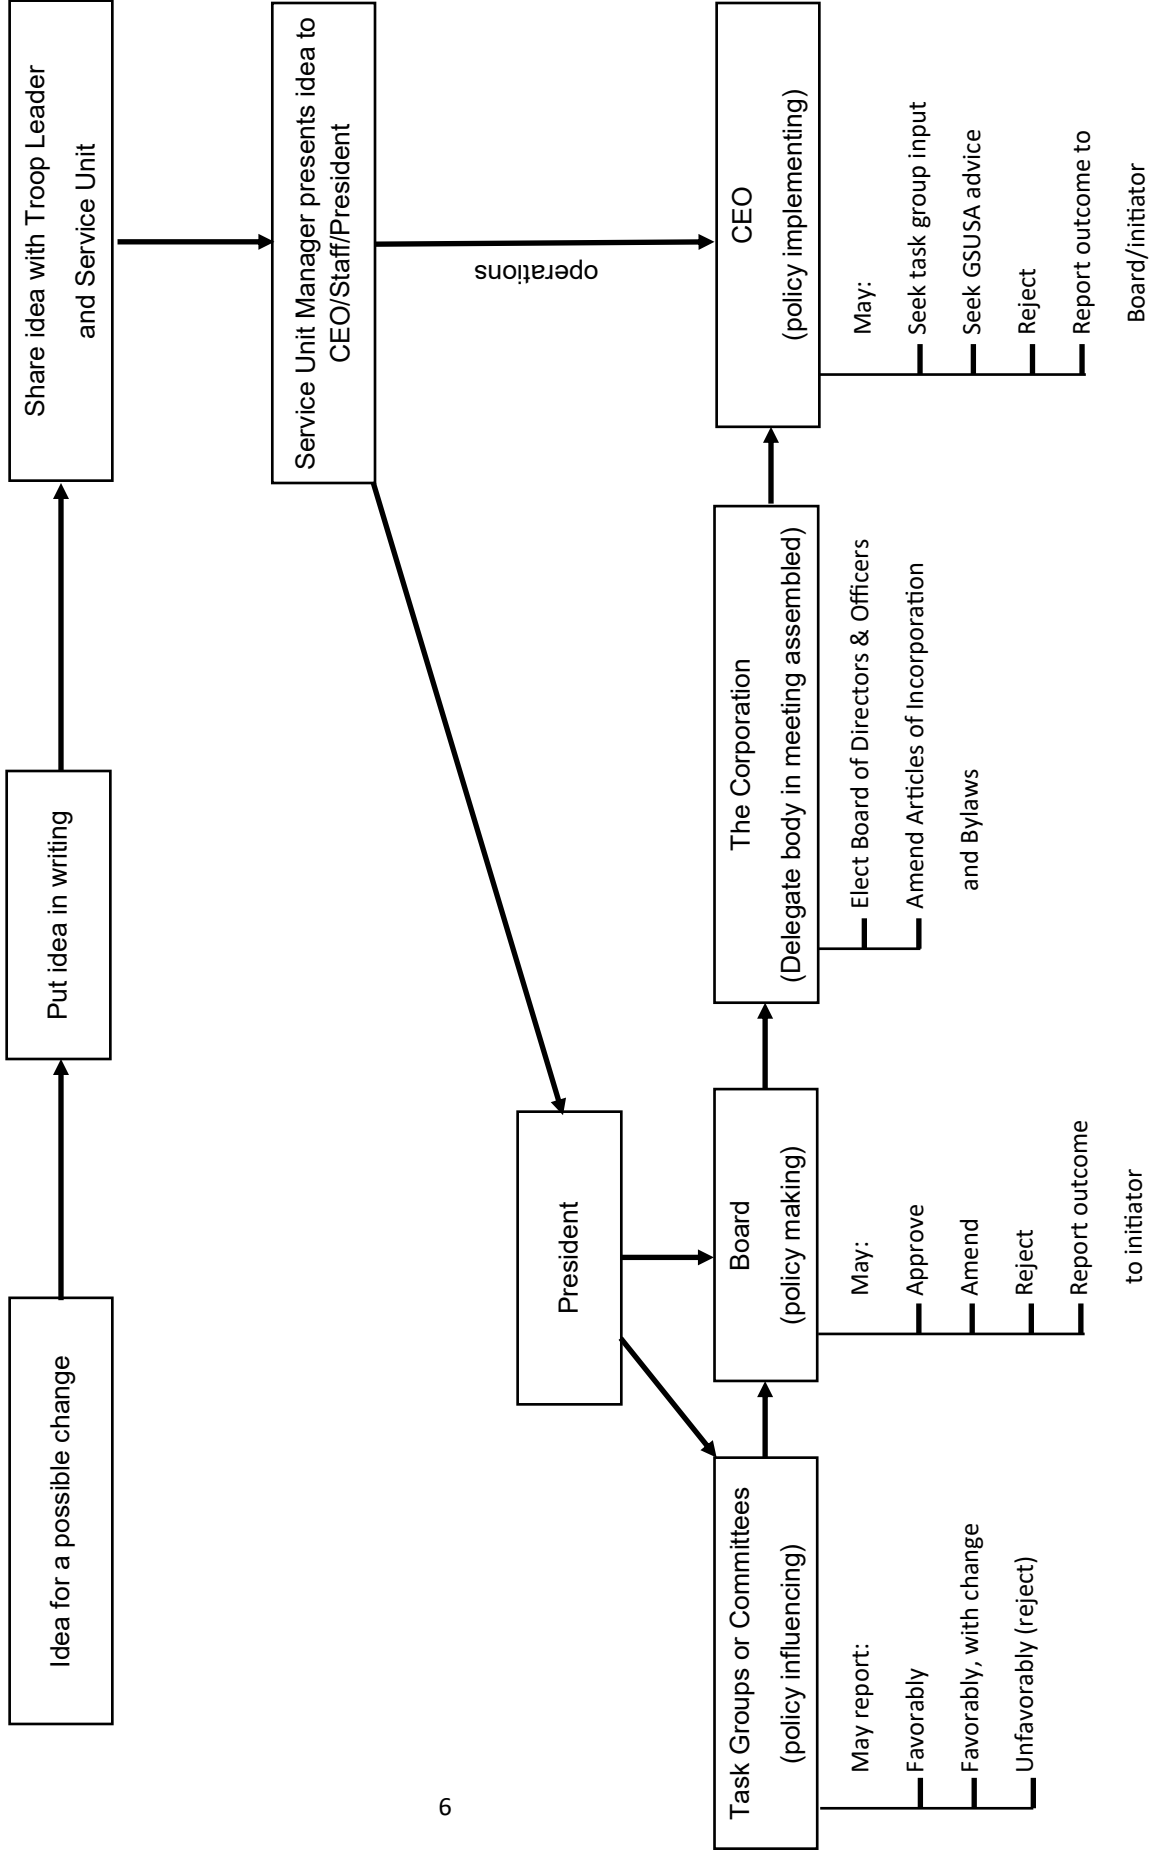 Idea for a possible change
Put idea in writing
Share idea with Troop Leader
and Service Unit
Service Unit Manager presents idea to
CEO/Staff/President
operations
President
Task Groups or Committees
(policy influencing)
May report:
Favorably
Favorably, with change
Unfavorably (reject)
Board
(policy making)
May:
Approve
Amend
Reject
Report outcome
to initiator
The Corporation
(Delegate body in meeting assembled)
Elect Board of Directors & Officers
Amend Articles of Incorporation
and Bylaws
CEO
(policy implementing)
May:
Seek task group input
Seek GSUSA advice
Reject
Report outcome to
Board/initiator
6